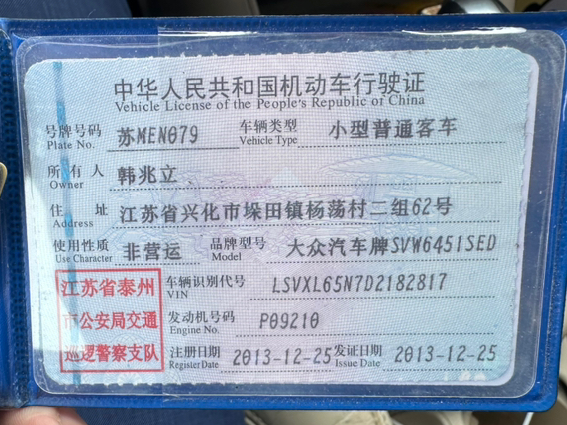 中华人民共和国机动车行驶证
Vehicle License of the People's Republic of China
号牌号码 苏MEN079 车辆类型 小型普通客车
Plate No. Vehicle Type
所有人 韩兆立
Owner
住址 江苏省兴化市垛田镇杨荡村二组62号
Address
使用性质 非营运 品牌型号 大众汽车牌SVW6451SED
Use Character Model
江苏省泰州 车辆识别代号 LSVXL65N7D2182817
VIN
市公安局交通 发动机号码 P09210
Engine No.
巡逻警察支队 注册日期 2013-12-25 发证日期 2013-12-25
Register Date Issue Date